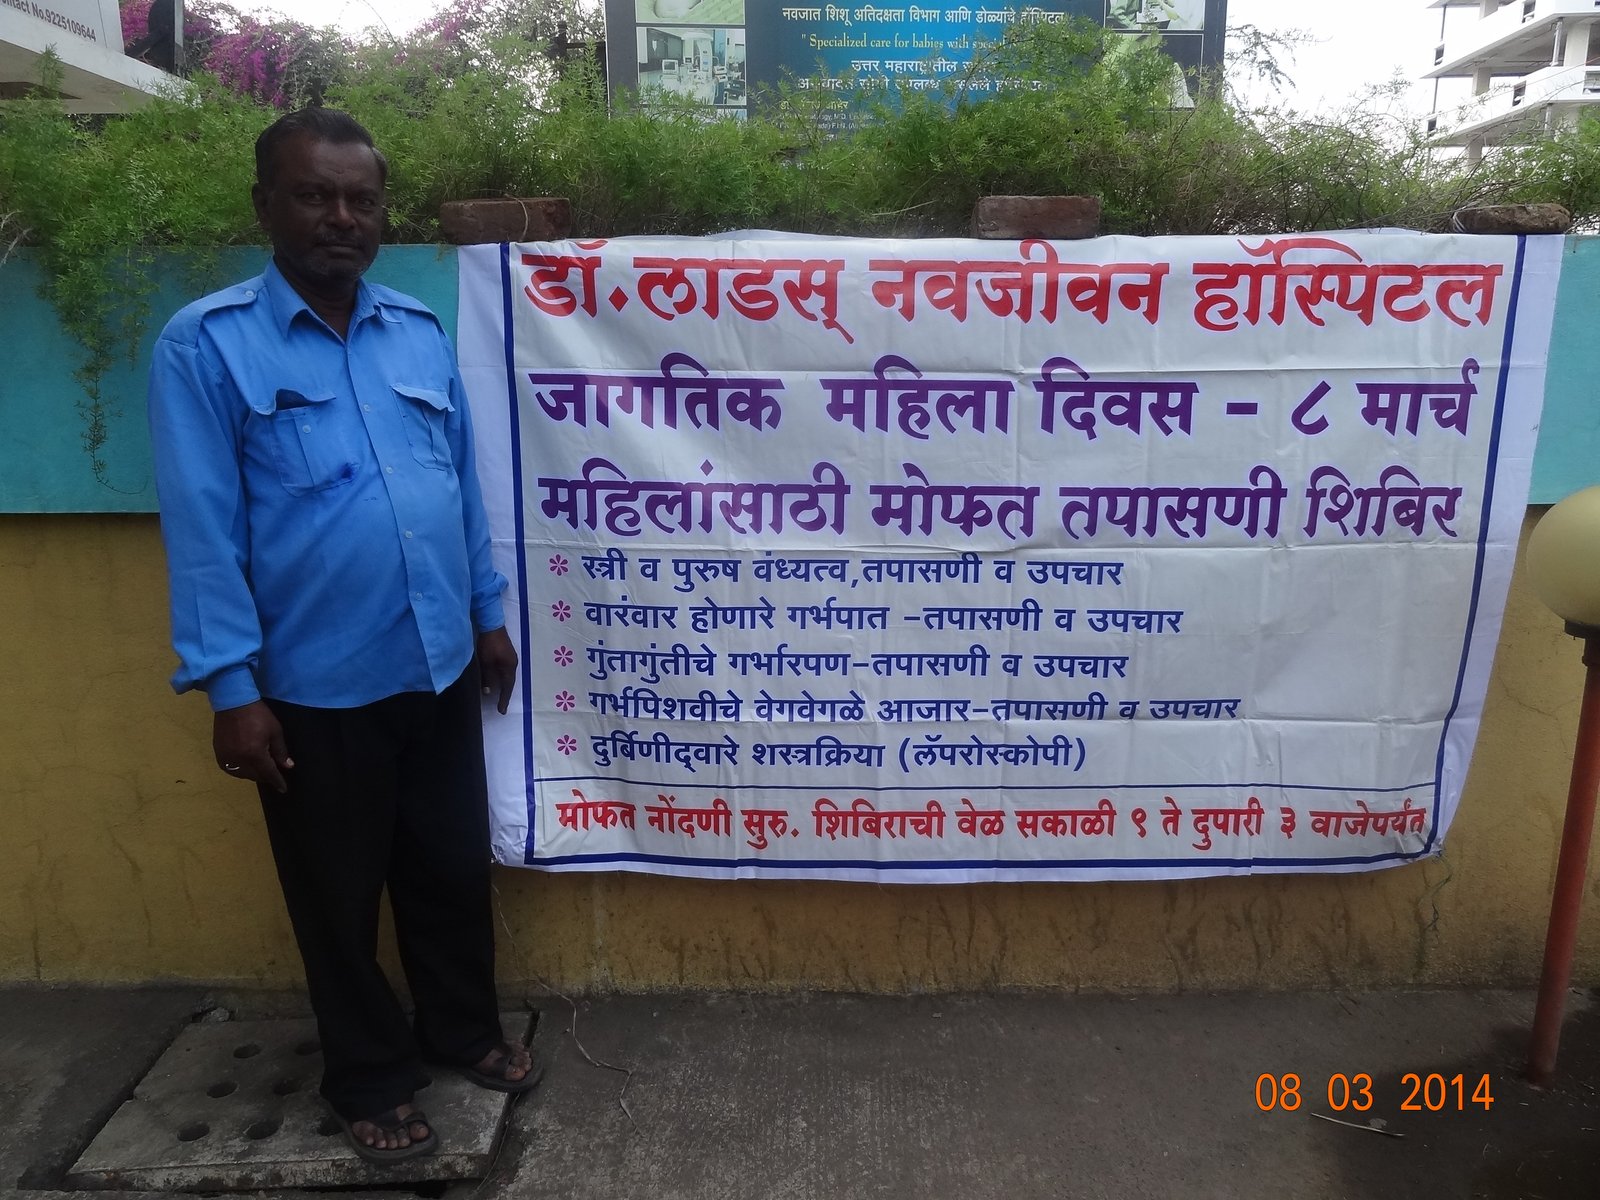 contact No.9225109644
नवजात शिशू अतिदक्षता विभाग आणि डोळ्यांचे हॉस्पिटल
" Specialized care for babies with
उत्तर महाराष्ट्रातील
डॉ.लाडस् नवजीवन हॉस्पिटल
जागतिक महिला दिवस - ८ मार्च
महिलांसाठी मोफत तपासणी शिबिर
* स्त्री व पुरुष वंध्यत्व,तपासणी व उपचार
* वारंवार होणारे गर्भपात -तपासणी व उपचार
* गुंतागुंतीचे गर्भारपण-तपासणी व उपचार
* गर्भपिशवीचे वेगवेगळे आजार-तपासणी व उपचार
* दुर्बिणीद्वारे शस्त्रक्रिया (लॅपरोस्कोपी)
मोफत नोंदणी सुरु. शिबिराची वेळ सकाळी ९ ते दुपारी ३ वाजेपर्यंत
08 03 2014